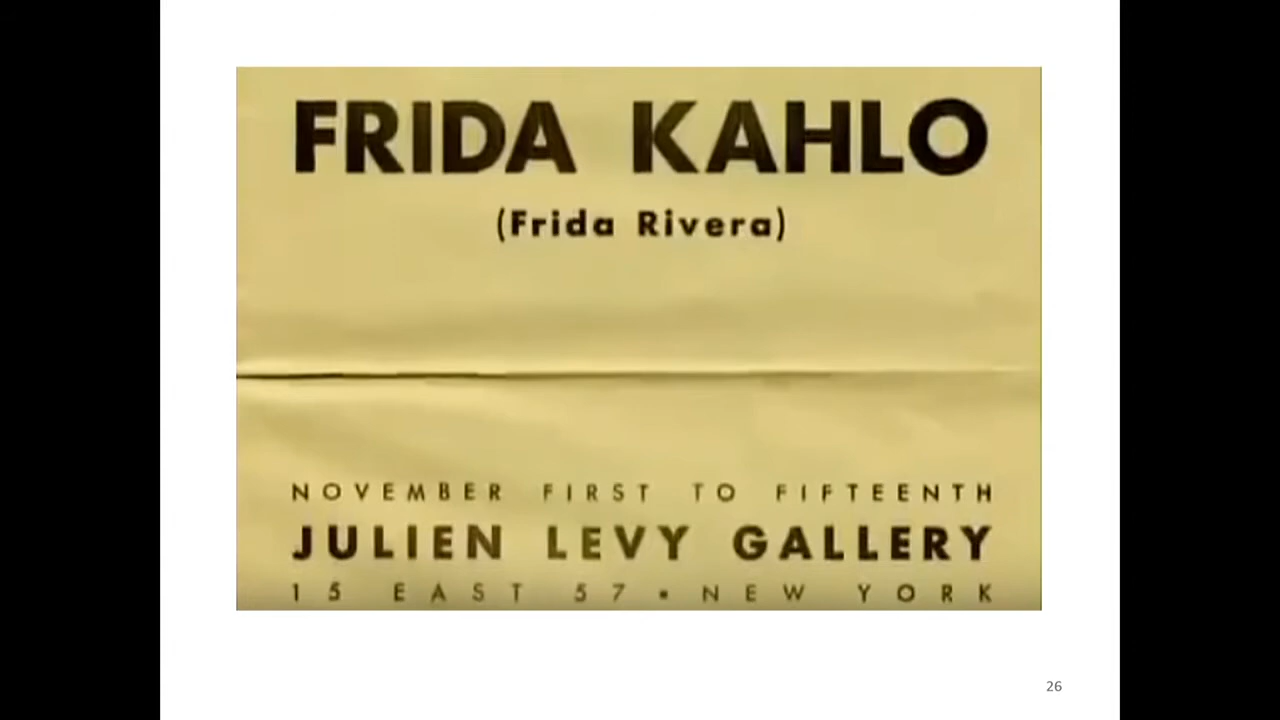 FRIDA KAHLO
(Frida Rivera)
NOVEMBER FIRST TO FIFTEENTH
JULIEN LEVY GALLERY
15 EAST 57 • NEW YORK
26